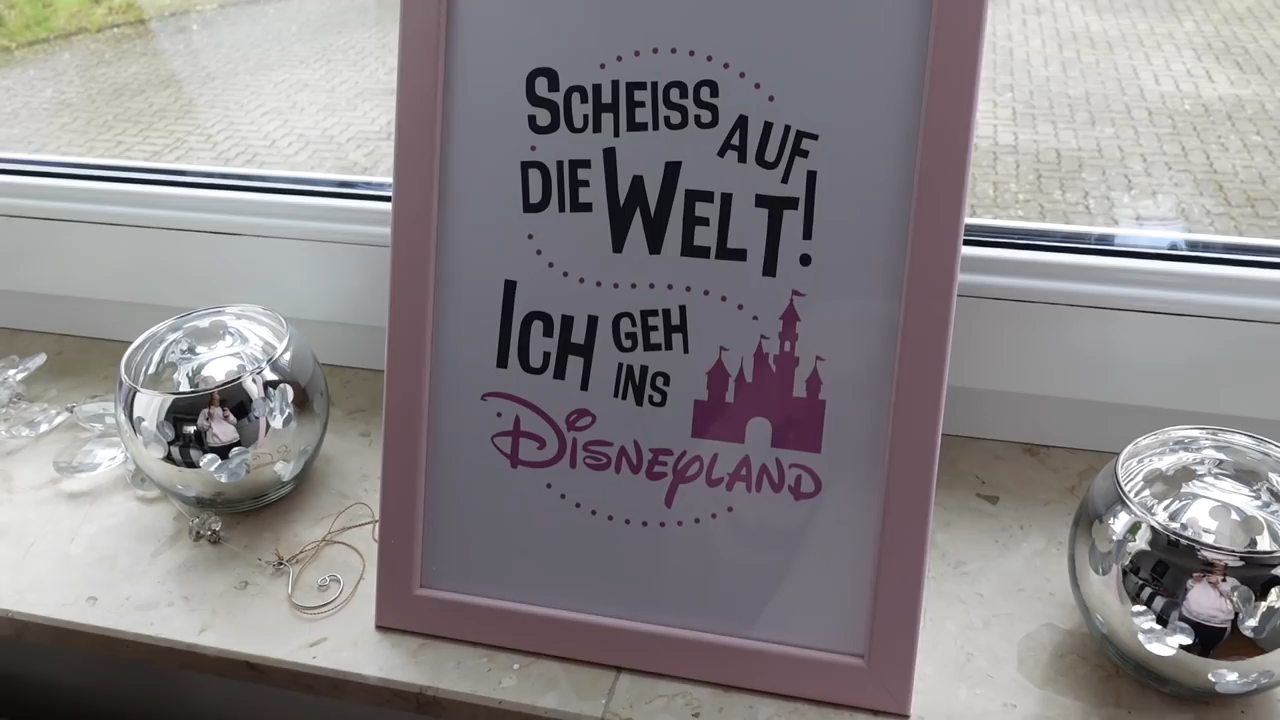 SCHEISS AUF
DIE WELT!
ICH GEH
INS
DISNEYLAND